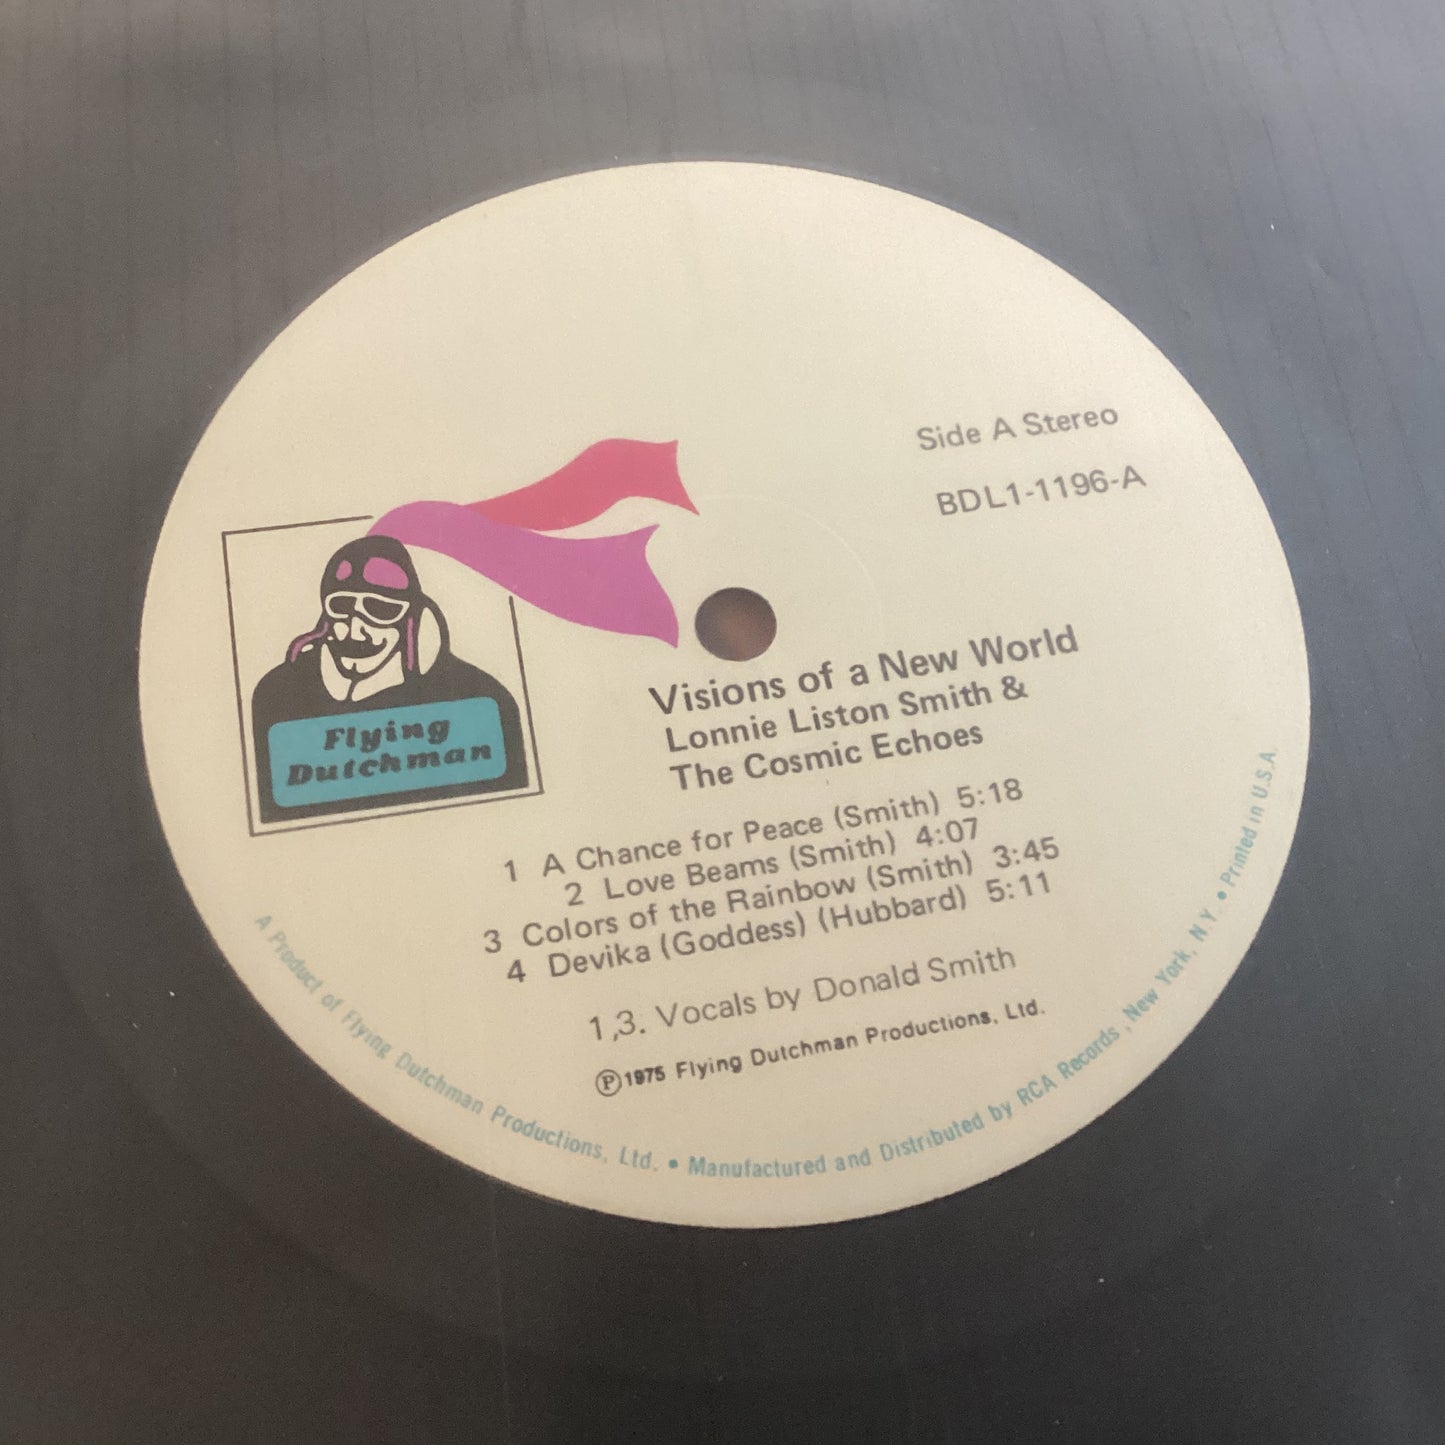 Side A Stereo
BDL1-1196-A
Flying
Dutchman
Visions of a New World
Lonnie Liston Smith &
The Cosmic Echoes
1 A Chance for Peace (Smith) 5:18
2 Love Beams (Smith) 4:07
3 Colors of the Rainbow (Smith) 3:45
4 Devika (Goddess) (Hubbard) 5:11
1,3. Vocals by Donald Smith
℗1975 Flying Dutchman Productions, Ltd.
A Product of Flying Dutchman Productions, Ltd. • Manufactured and Distributed by RCA Records, New York, N.Y. • Printed in U.S.A.